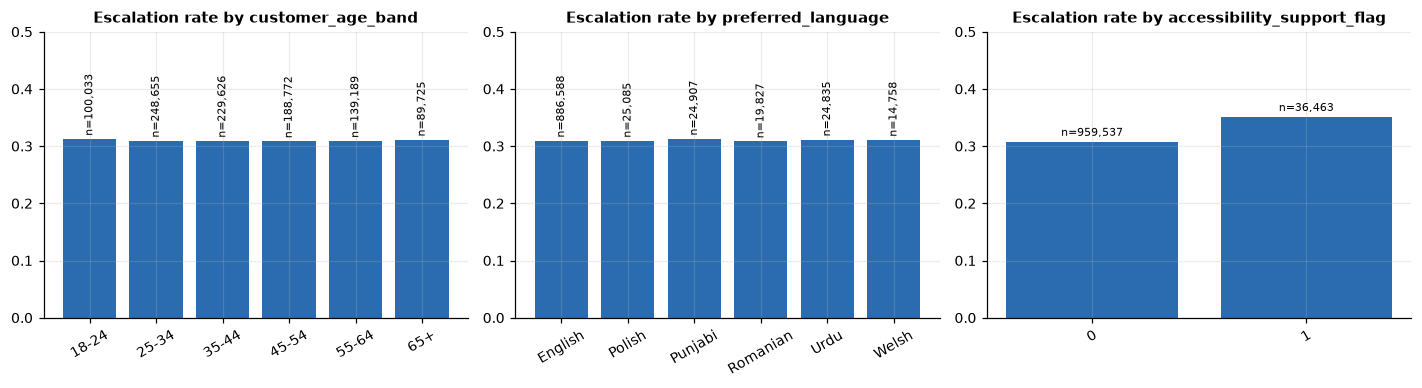 Escalation rate by customer_age_band
0.5
0.4
0.3
0.2
0.1
0.0
n=100,033
n=248,655
n=229,626
n=188,772
n=139,189
n=89,725
18-24
25-34
35-44
45-54
55-64
65+
Escalation rate by preferred_language
0.5
0.4
0.3
0.2
0.1
0.0
n=886,588
n=25,085
n=24,907
n=19,827
n=24,835
n=14,758
English
Polish
Punjabi
Romanian
Urdu
Welsh
Escalation rate by accessibility_support_flag
0.5
0.4
0.3
0.2
0.1
0.0
n=959,537
n=36,463
0
1